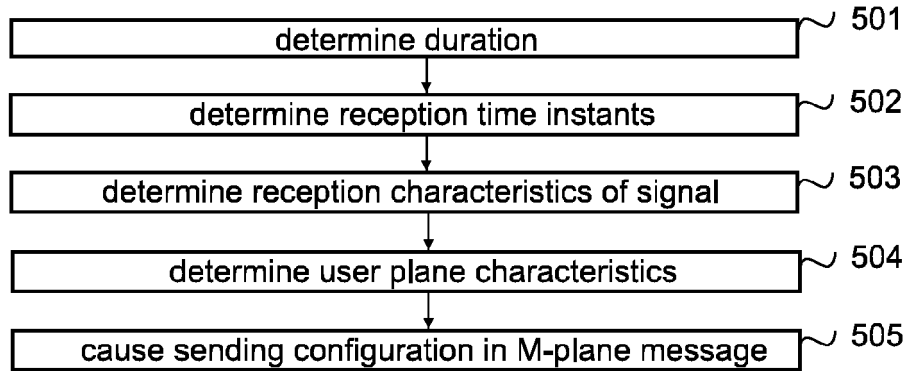 501
determine duration
502
determine reception time instants
503
determine reception characteristics of signal
504
determine user plane characteristics
505
cause sending configuration in M-plane message